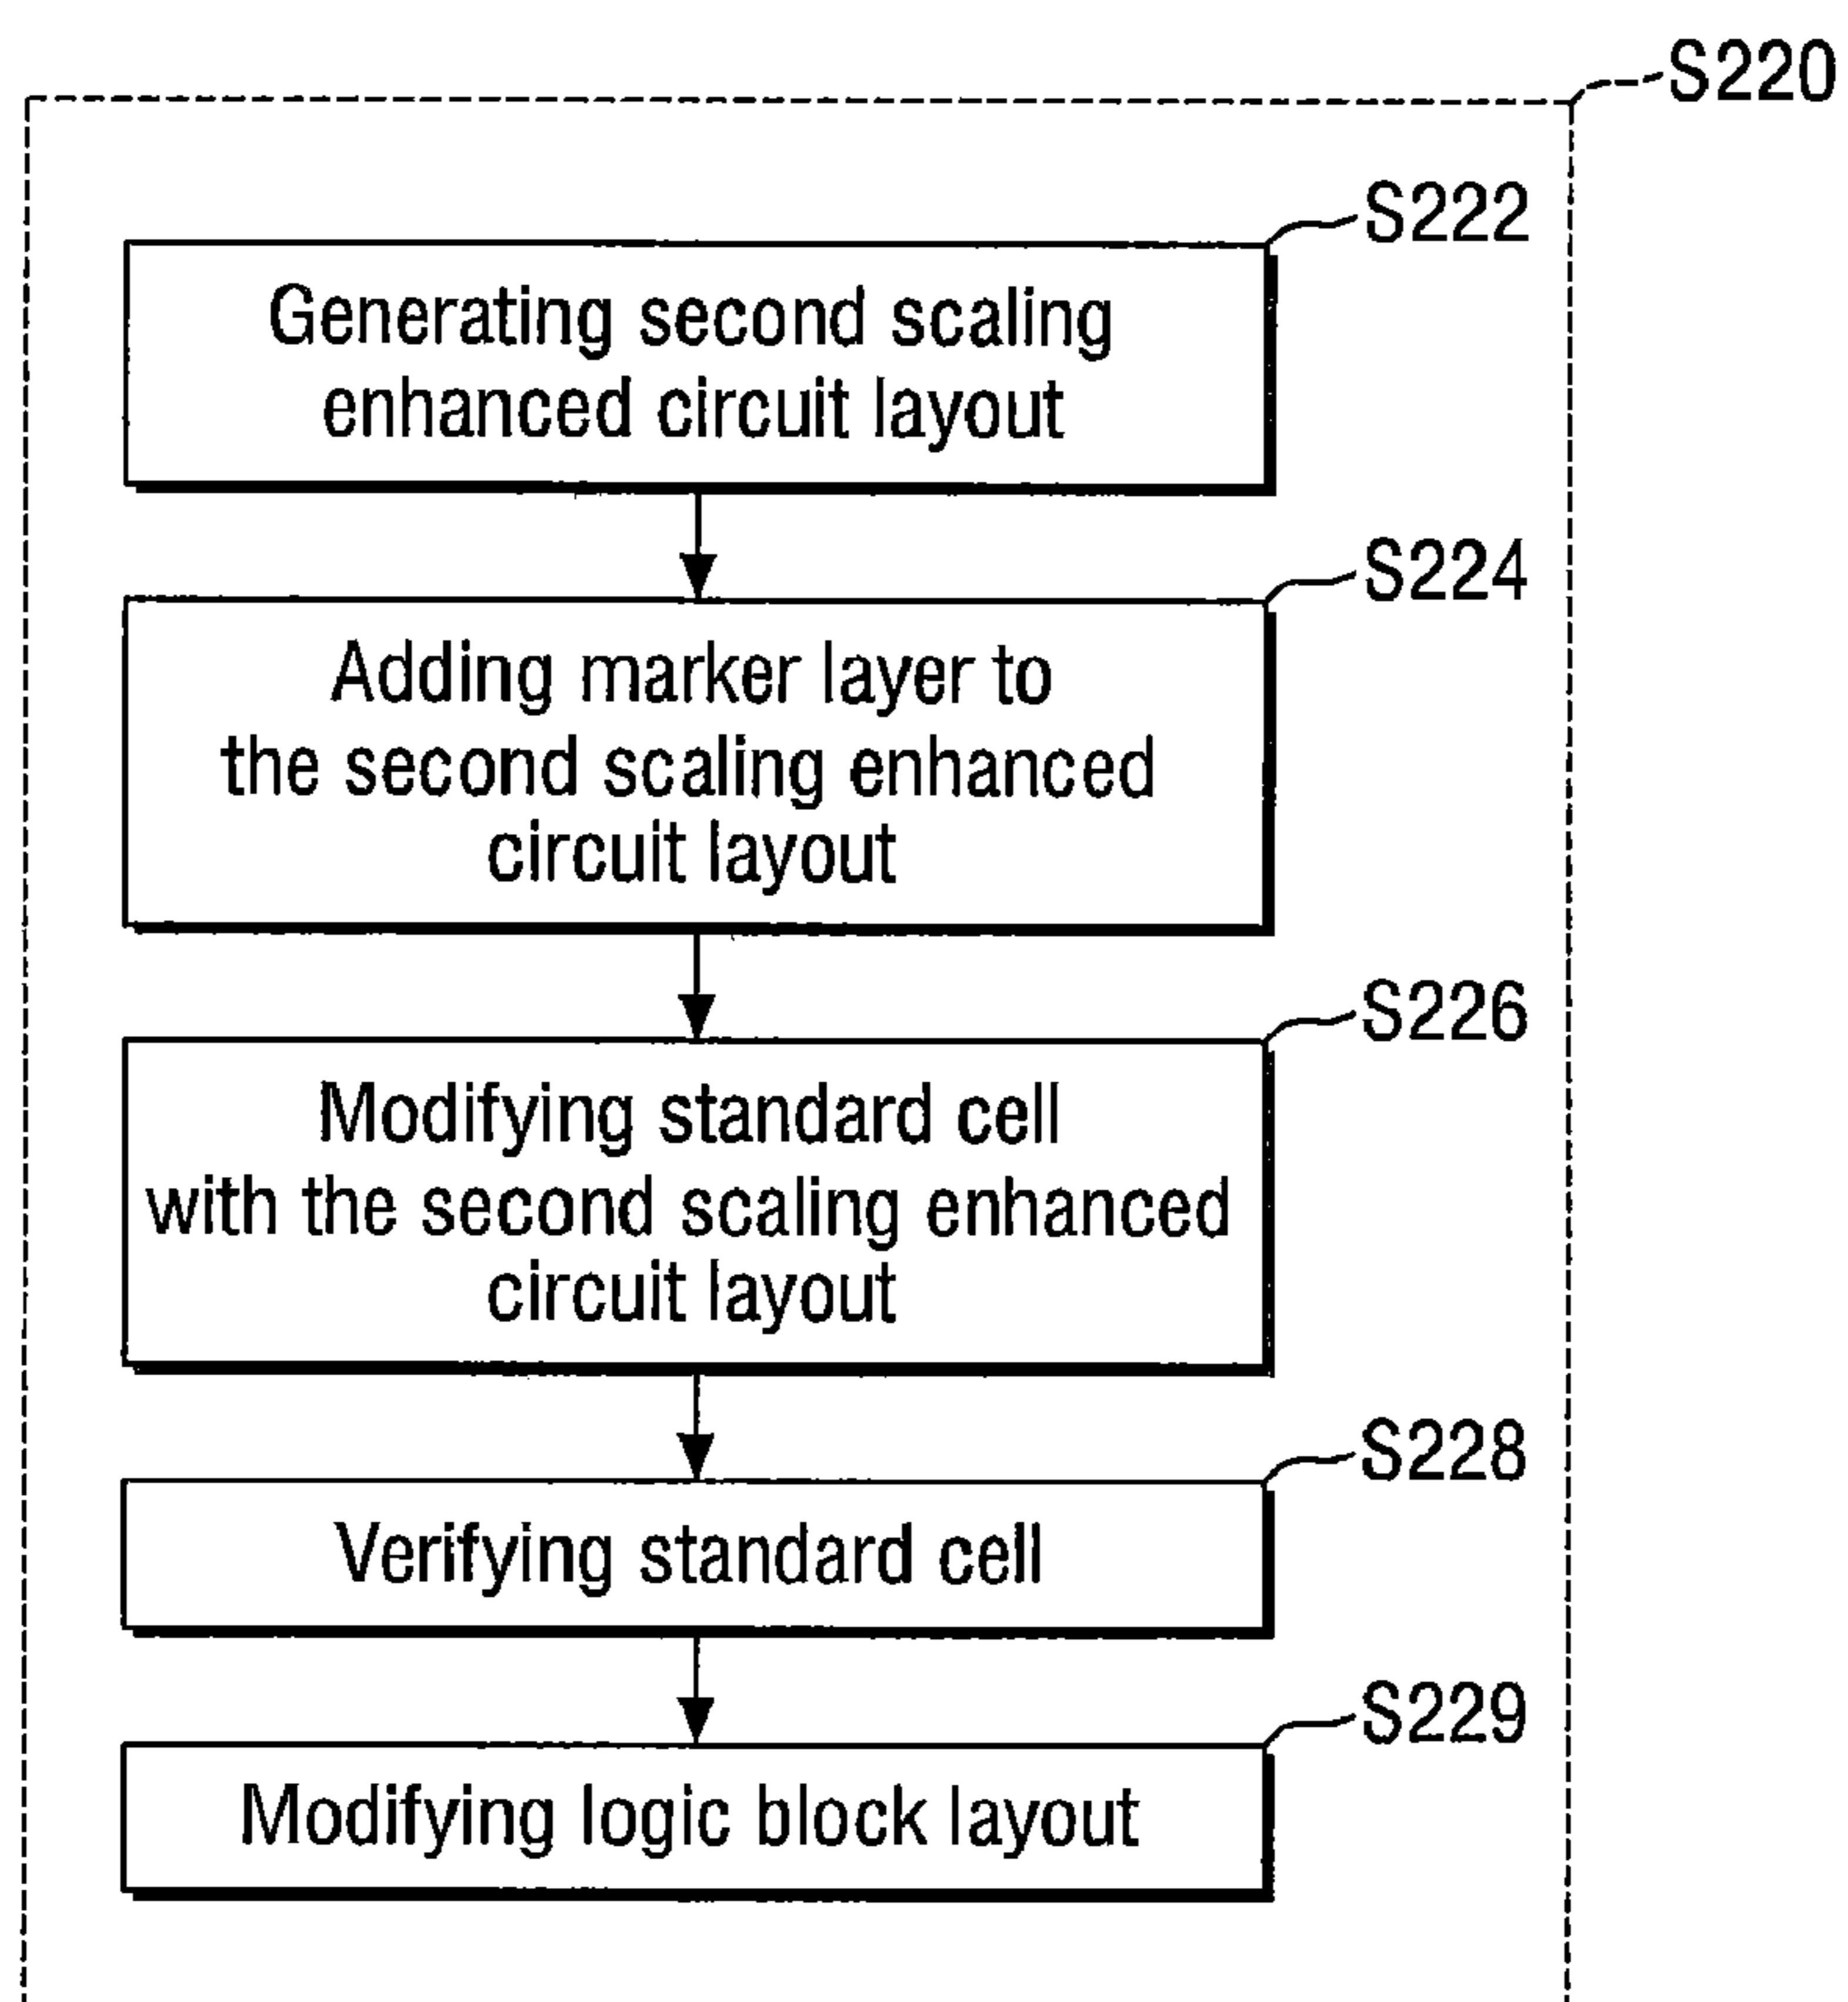 S220
S222
Generating second scaling
enhanced circuit layout
S224
Adding marker layer to
the second scaling enhanced
circuit layout
S226
Modifying standard cell
with the second scaling enhanced
circuit layout
S228
Verifying standard cell
S229
Modifying logic block layout